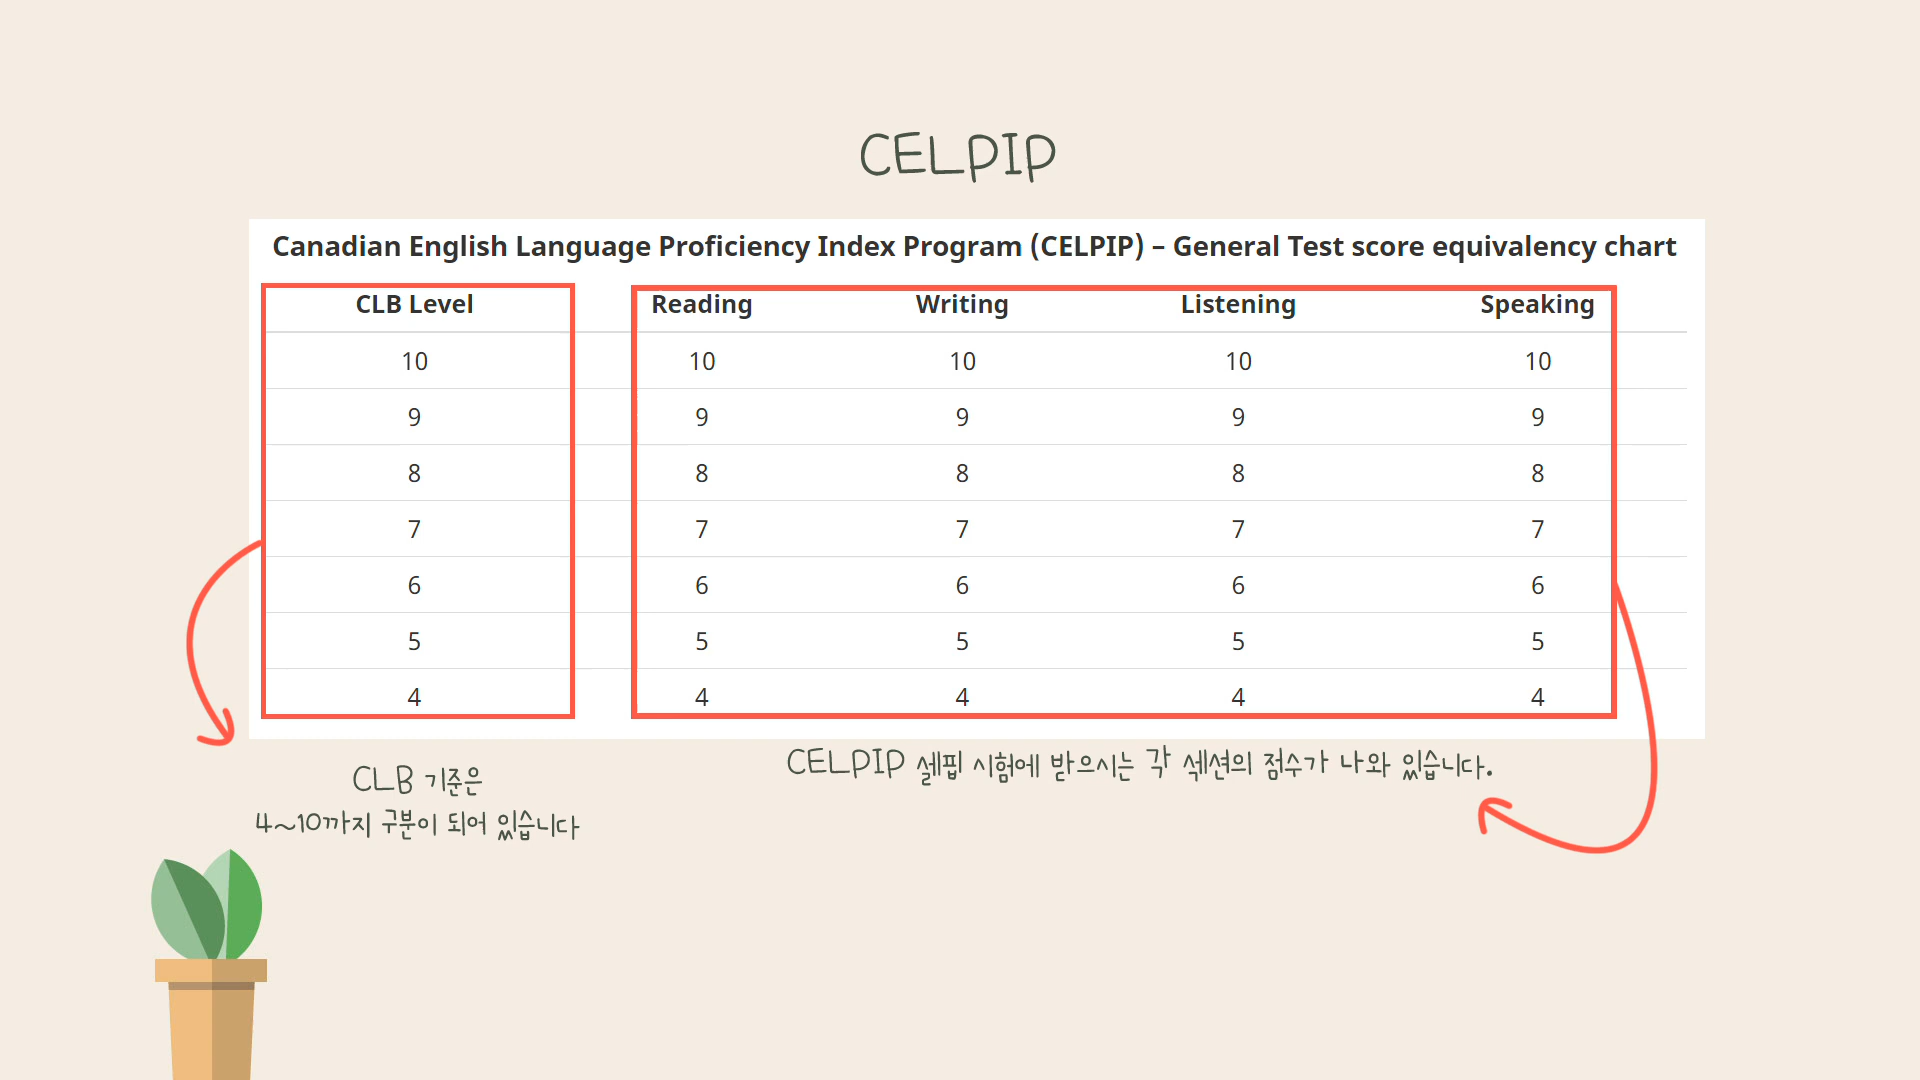 CELPIP
Canadian English Language Proficiency Index Program (CELPIP) – General Test score equivalency chart
CLB Level Reading Writing Listening Speaking
10 10 10 10 10
9 9 9 9 9
8 8 8 8 8
7 7 7 7 7
6 6 6 6 6
5 5 5 5 5
4 4 4 4 4
CELPIP 셀핍 시험에 받으시는 각 섹션의 점수가 나와 있습니다.
CLB 기준은
4~10까지 구분이 되어 있습니다